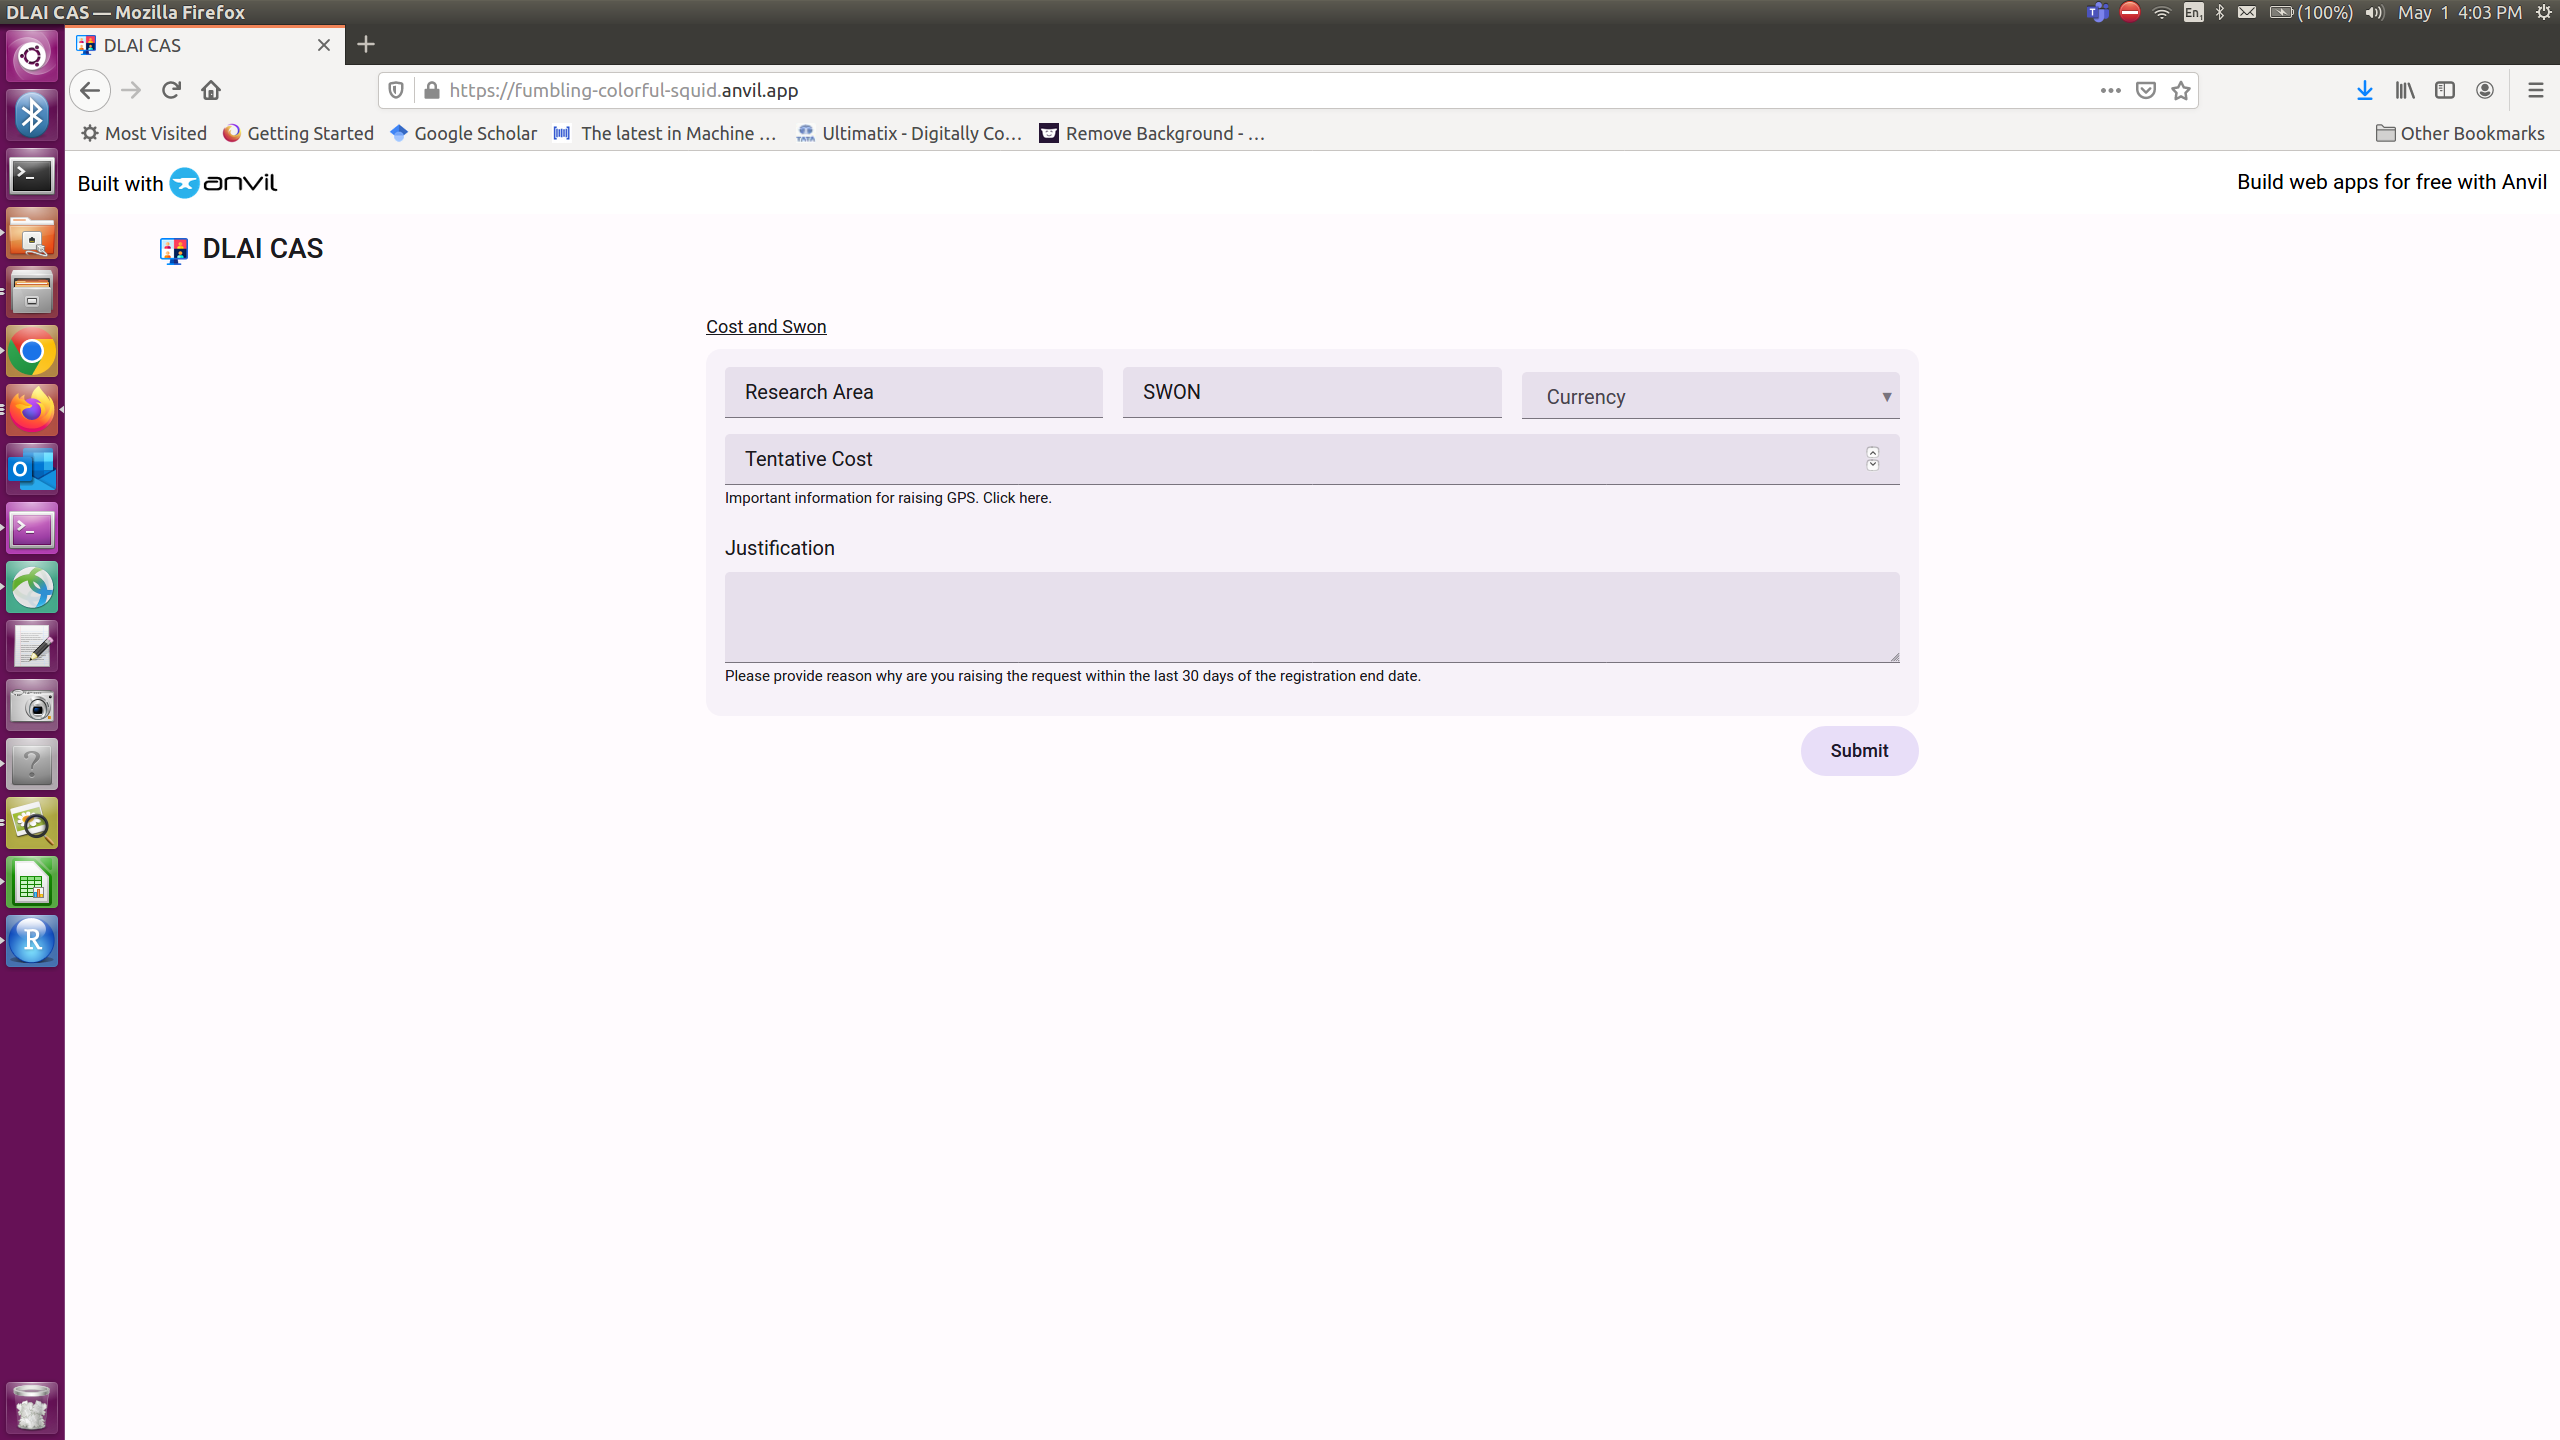 DLAI CAS — Mozilla Firefox
En1
(100%)
May 1 4:03 PM
DLAI CAS
https://fumbling-colorful-squid.anvil.app
Most Visited
Getting Started
Google Scholar
The latest in Machine ...
Ultimatix - Digitally Co...
Remove Background - ...
Other Bookmarks
Built with anvil
Build web apps for free with Anvil
DLAI CAS
Cost and Swon
Research Area
SWON
Currency
Tentative Cost
Important information for raising GPS. Click here.
Justification
Please provide reason why are you raising the request within the last 30 days of the registration end date.
Submit